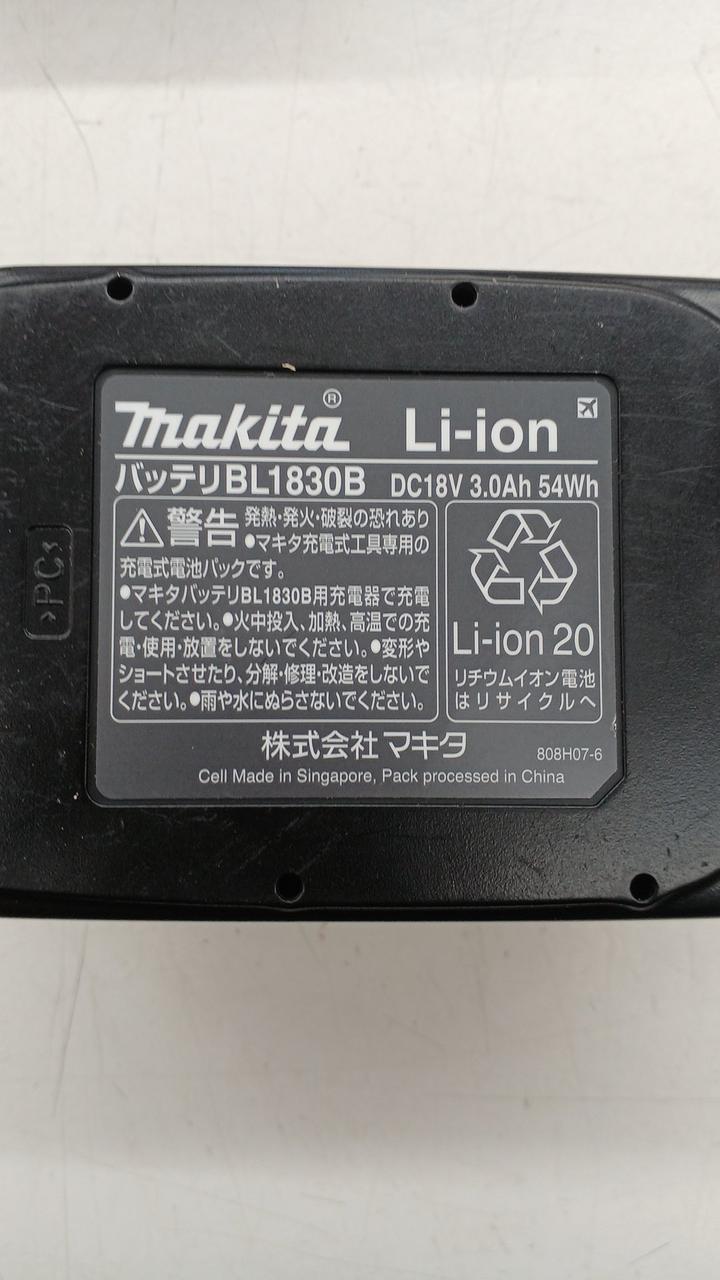 makita®
Li-ion
バッテリBL1830B DC18V 3.0Ah 54Wh
警告
発熱・発火・破裂の恐れあり
●マキタ充電式工具専用の
充電式電池パックです。
●マキタバッテリBL1830B用充電器で充電
してください。●火中投入、加熱、高温での充
電・使用・放置をしないでください。●変形や
ショートさせたり、分解・修理・改造をしないで
ください。●雨や水にぬらさないでください。
Li-ion 20
リチウムイオン電池
はリサイクルへ
株式会社マキタ
808H07-6
Cell Made in Singapore, Pack processed in China
>PC<